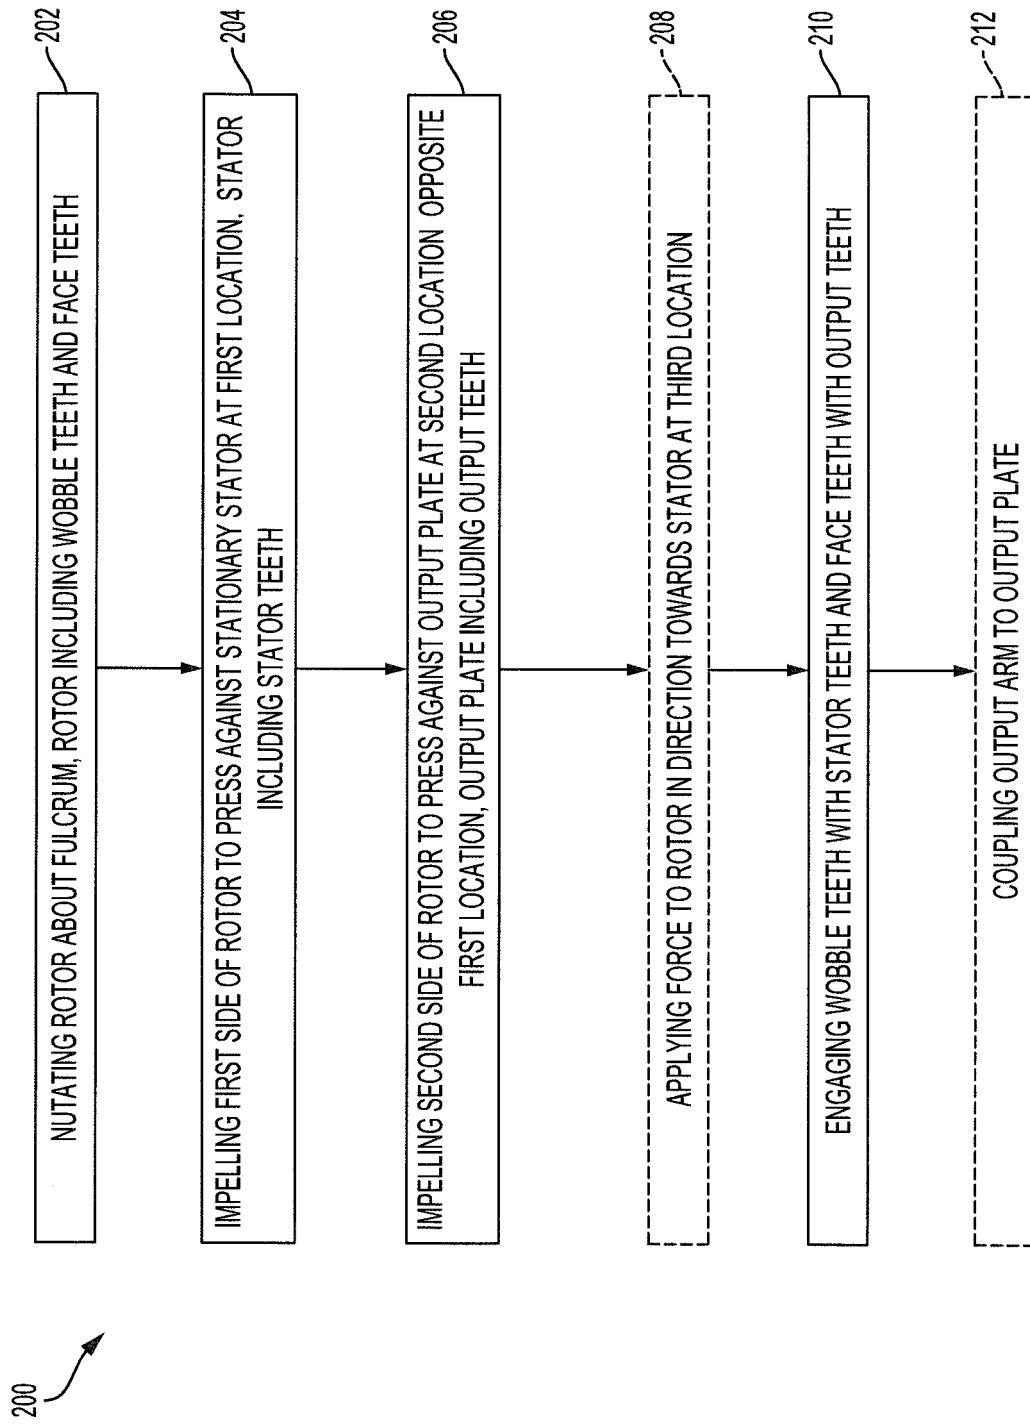 200
NUTATING ROTOR ABOUT FULCRUM, ROTOR INCLUDING WOBBLE TEETH AND FACE TEETH
202
IMPELLING FIRST SIDE OF ROTOR TO PRESS AGAINST STATIONARY STATOR AT FIRST LOCATION, STATOR
INCLUDING STATOR TEETH
204
IMPELLING SECOND SIDE OF ROTOR TO PRESS AGAINST OUTPUT PLATE AT SECOND LOCATION OPPOSITE
FIRST LOCATION, OUTPUT PLATE INCLUDING OUTPUT TEETH
206
APPLYING FORCE TO ROTOR IN DIRECTION TOWARDS STATOR AT THIRD LOCATION
208
ENGAGING WOBBLE TEETH WITH STATOR TEETH AND FACE TEETH WITH OUTPUT TEETH
210
COUPLING OUTPUT ARM TO OUTPUT PLATE
212